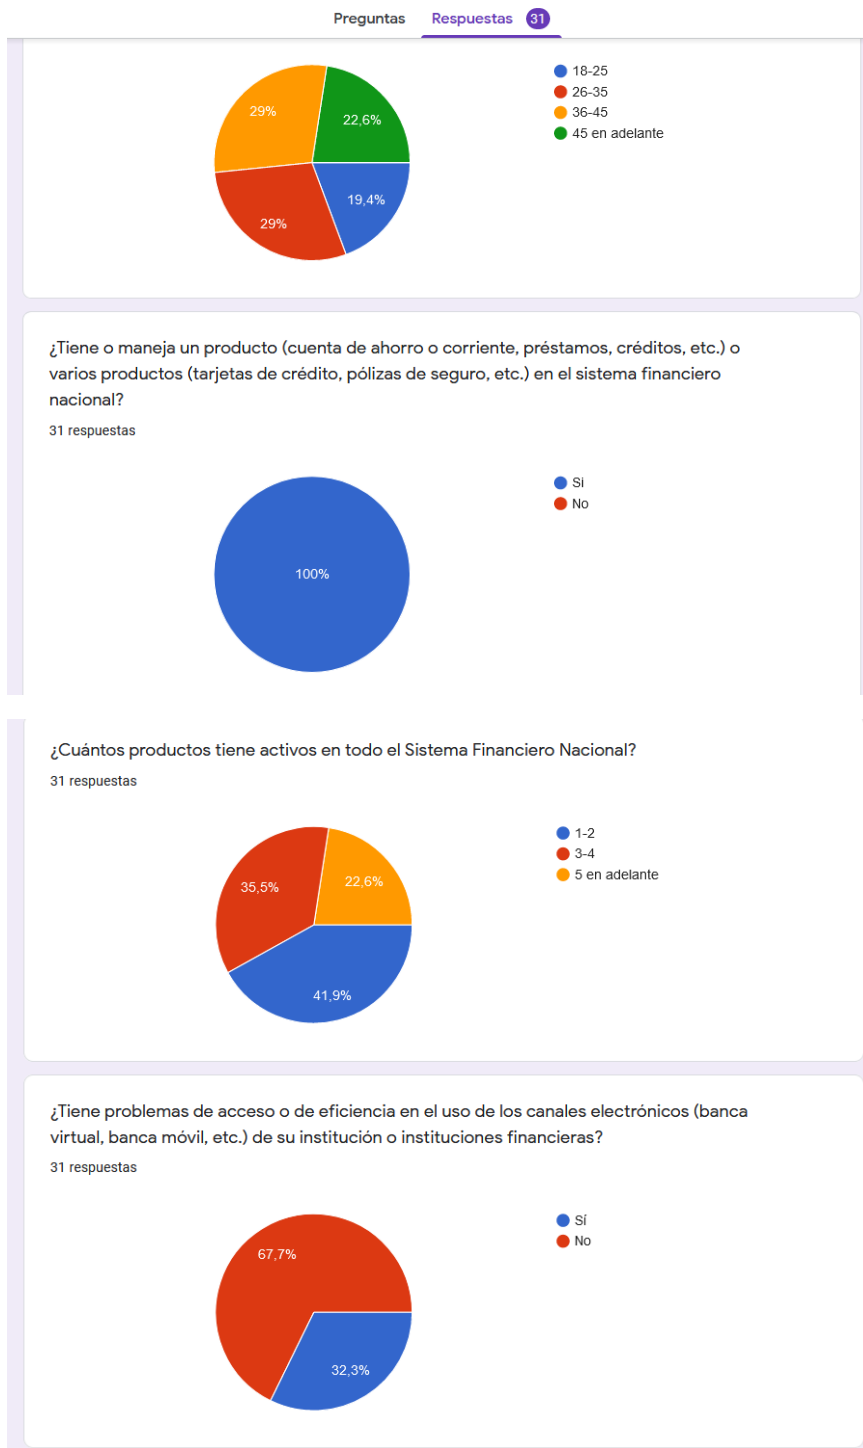 Preguntas Respuestas 31
18-25
26-35
36-45
45 en adelante
29%
22,6%
19,4%
29%
¿Tiene o maneja un producto (cuenta de ahorro o corriente, préstamos, créditos, etc.) o
varios productos (tarjetas de crédito, pólizas de seguro, etc.) en el sistema financiero
nacional?
31 respuestas
Si
No
100%
¿Cuántos productos tiene activos en todo el Sistema Financiero Nacional?
31 respuestas
1-2
3-4
5 en adelante
35,5%
22,6%
41,9%
¿Tiene problemas de acceso o de eficiencia en el uso de los canales electrónicos (banca
virtual, banca móvil, etc.) de su institución o instituciones financieras?
31 respuestas
Sí
No
67,7%
32,3%